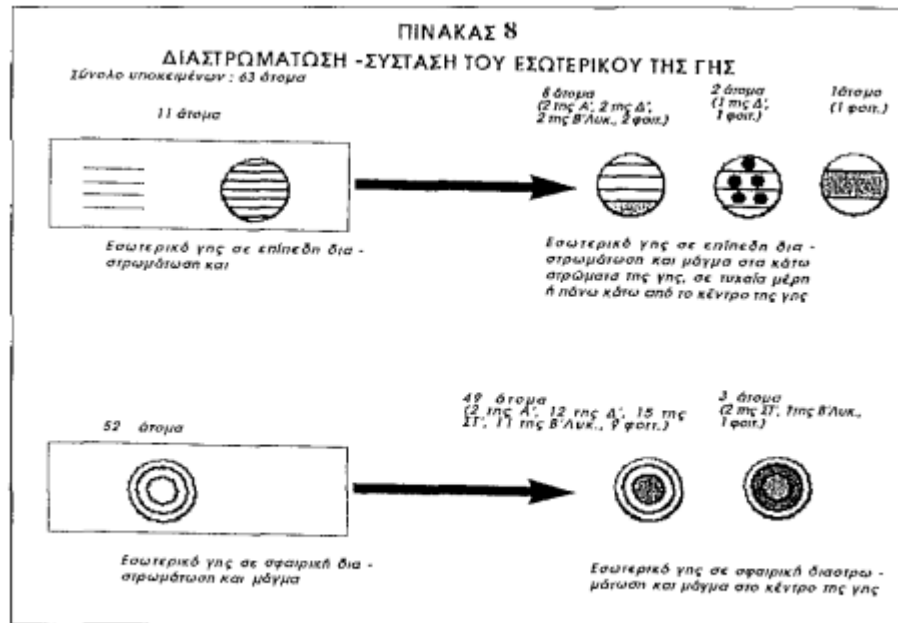 ΠΙΝΑΚΑΣ 8
ΔΙΑΣΤΡΩΜΑΤΩΣΗ -ΣΥΣΤΑΣΗ ΤΟΥ ΕΣΩΤΕΡΙΚΟΥ ΤΗΣ ΓΗΣ
Σύνολο υποκειμένων : 63 άτομα
11 άτομα
8 άτομα
(2 της Α', 2 της Δ',
2 της Β'Λυκ., 2 φοιτ.)
2 άτομα
(1 της Δ',
1 φοιτ.)
1άτομο
(1 φοιτ.)
Εσωτερικό γης σε επίπεδη δια -
στρωμάτωση και
Εσωτερικό γης σε επίπεδη δια -
στρωμάτωση και μάγμα στα κάτω
στρώματα της γης, σε τυχαία μέρη
ή πάνω κάτω από το κέντρο της γης
52 άτομα
49 άτομα
(2 της Α', 12 της Δ', 15 της
ΣΤ', 11 της Β'Λυκ., 9 φοιτ.)
3 άτομα
(2 της ΣΤ', 1της Β'Λυκ.,
1 φοιτ.)
Εσωτερικό γης σε σφαιρική δια -
στρωμάτωση και μάγμα
Εσωτερικό γης σε σφαιρική διαστρω -
μάτωση και μάγμα στο κέντρο της γης